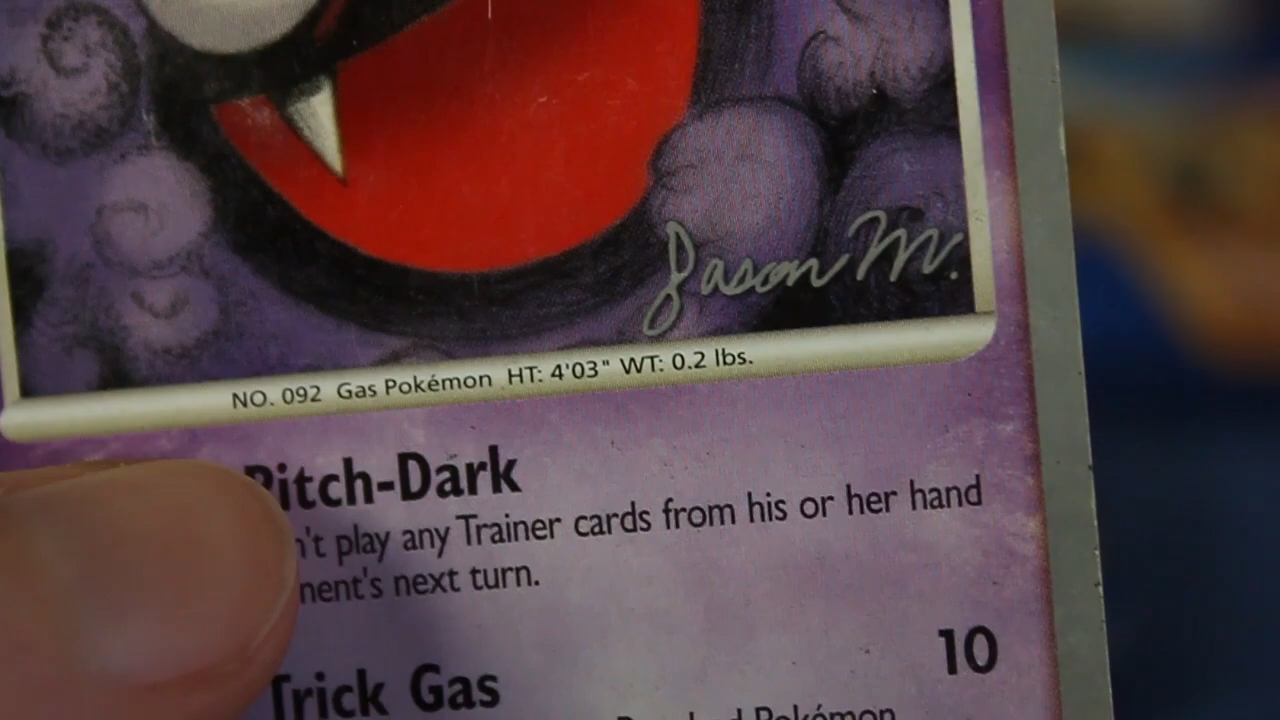 Jason M.
NO. 092 Gas Pokémon HT: 4'03" WT: 0.2 lbs.
Pitch-Dark
n't play any Trainer cards from his or her hand
nent's next turn.
10
Trick Gas
Pokémon